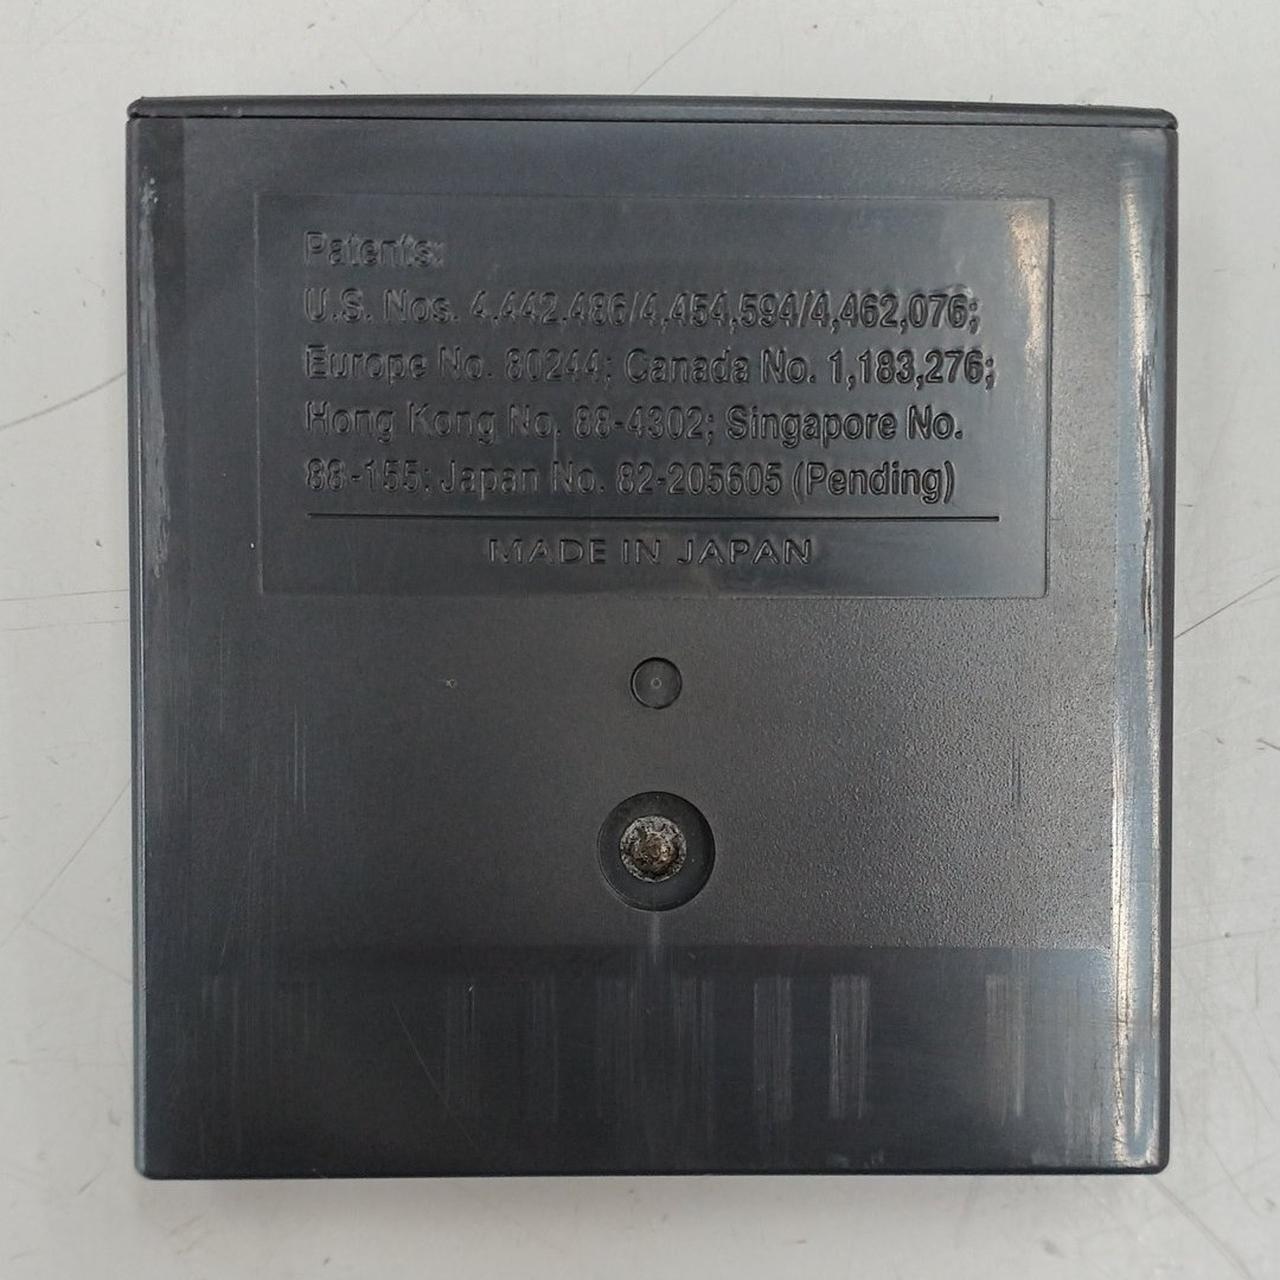 Patents:
U.S. Nos. 4,442,486/4,454,594/4,462,076;
Europe No. 80244; Canada No. 1,183,276;
Hong Kong No. 88-4302; Singapore No.
88-155; Japan No. 82-205605 (Pending)
MADE IN JAPAN